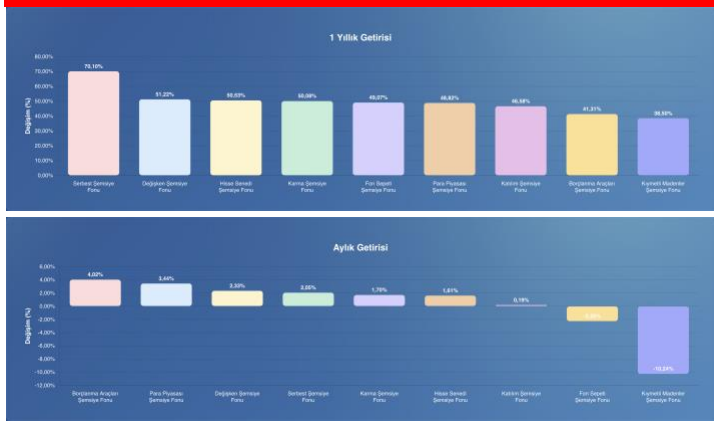 1 Yıllık Getirisi
80,00%
70,00%
60,00%
50,00%
40,00%
30,00%
20,00%
10,00%
0,00%
Değişim (%)
70,10%
51,22%
50,08%
49,07%
48,82%
46,58%
41,31%
38,50%
Serbest Şemsiye
Fonu
Değişken Şemsiye
Fonu
Hisse Senedi
Şemsiye Fonu
Karma Şemsiye
Fonu
Fon Sepeti
Şemsiye Fonu
Para Piyasası
Şemsiye Fonu
Katılım Şemsiye
Fonu
Borçlanma Araçları
Şemsiye Fonu
Kıymetli Madenler
Şemsiye Fonu
Aylık Getirisi
6,00%
4,00%
2,00%
0,00%
-2,00%
-4,00%
-6,00%
-8,00%
-10,00%
-12,00%
Değişim (%)
4,02%
3,44%
2,33%
2,05%
1,70%
1,61%
0,19%
-10,24%
Borçlanma Araçları
Şemsiye Fonu
Para Piyasası
Şemsiye Fonu
Değişken Şemsiye
Fonu
Serbest Şemsiye
Fonu
Karma Şemsiye
Fonu
Hisse Senedi
Şemsiye Fonu
Katılım Şemsiye
Fonu
Fon Sepeti
Şemsiye Fonu
Kıymetli Madenler
Şemsiye Fonu